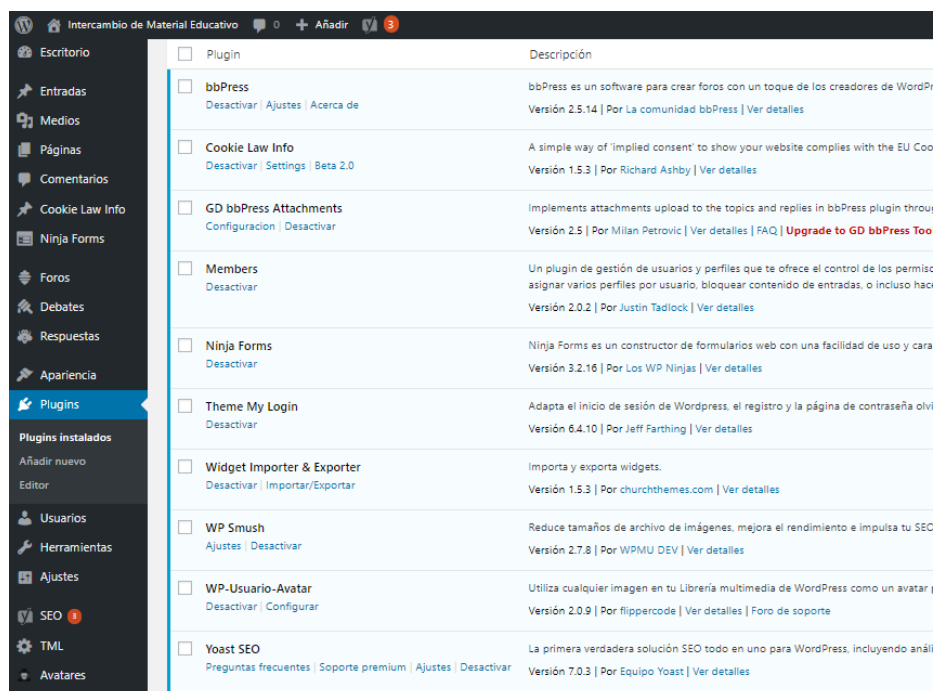 Intercambio de Material Educativo 0 + Añadir 3
Escritorio
Entradas
Medios
Páginas
Comentarios
Cookie Law Info
Ninja Forms
Foros
Debates
Respuestas
Apariencia
Plugins
Plugins instalados
Añadir nuevo
Editor
Usuarios
Herramientas
Ajustes
SEO 3
TML
Avatares
Plugin Descripción
bbPress
Desactivar | Ajustes | Acerca de
bbPress es un software para crear foros con un toque de los creadores de WordPr
Versión 2.5.14 | Por La comunidad bbPress | Ver detalles
Cookie Law Info
Desactivar | Settings | Beta 2.0
A simple way of 'implied consent' to show your website complies with the EU Coo
Versión 1.5.3 | Por Richard Ashby | Ver detalles
GD bbPress Attachments
Configuracion | Desactivar
Implements attachments upload to the topics and replies in bbPress plugin throug
Versión 2.5 | Por Milan Petrovic | Ver detalles | FAQ | Upgrade to GD bbPress Too
Members
Desactivar
Un plugin de gestión de usuarios y perfiles que te ofrece el control de los permisc
asignar varios perfiles por usuario, bloquear contenido de entradas, o incluso hace
Versión 2.0.2 | Por Justin Tadlock | Ver detalles
Ninja Forms
Desactivar
Ninja Forms es un constructor de formularios web con una facilidad de uso y cara
Versión 3.2.16 | Por Los WP Ninjas | Ver detalles
Theme My Login
Desactivar
Adapta el inicio de sesión de Wordpress, el registro y la página de contraseña olvi
Versión 6.4.10 | Por Jeff Farthing | Ver detalles
Widget Importer & Exporter
Desactivar | Importar/Exportar
Importa y exporta widgets.
Versión 1.5.3 | Por churchthemes.com | Ver detalles
WP Smush
Ajustes | Desactivar
Reduce tamaños de archivo de imágenes, mejora el rendimiento e impulsa tu SEO
Versión 2.7.8 | Por WPMU DEV | Ver detalles
WP-Usuario-Avatar
Desactivar | Configurar
Utiliza cualquier imagen en tu Librería multimedia de WordPress como un avatar p
Versión 2.0.9 | Por flippercode | Ver detalles | Foro de soporte
Yoast SEO
Preguntas frecuentes | Soporte premium | Ajustes | Desactivar
La primera verdadera solución SEO todo en uno para WordPress, incluyendo análi
Versión 7.0.3 | Por Equipo Yoast | Ver detalles